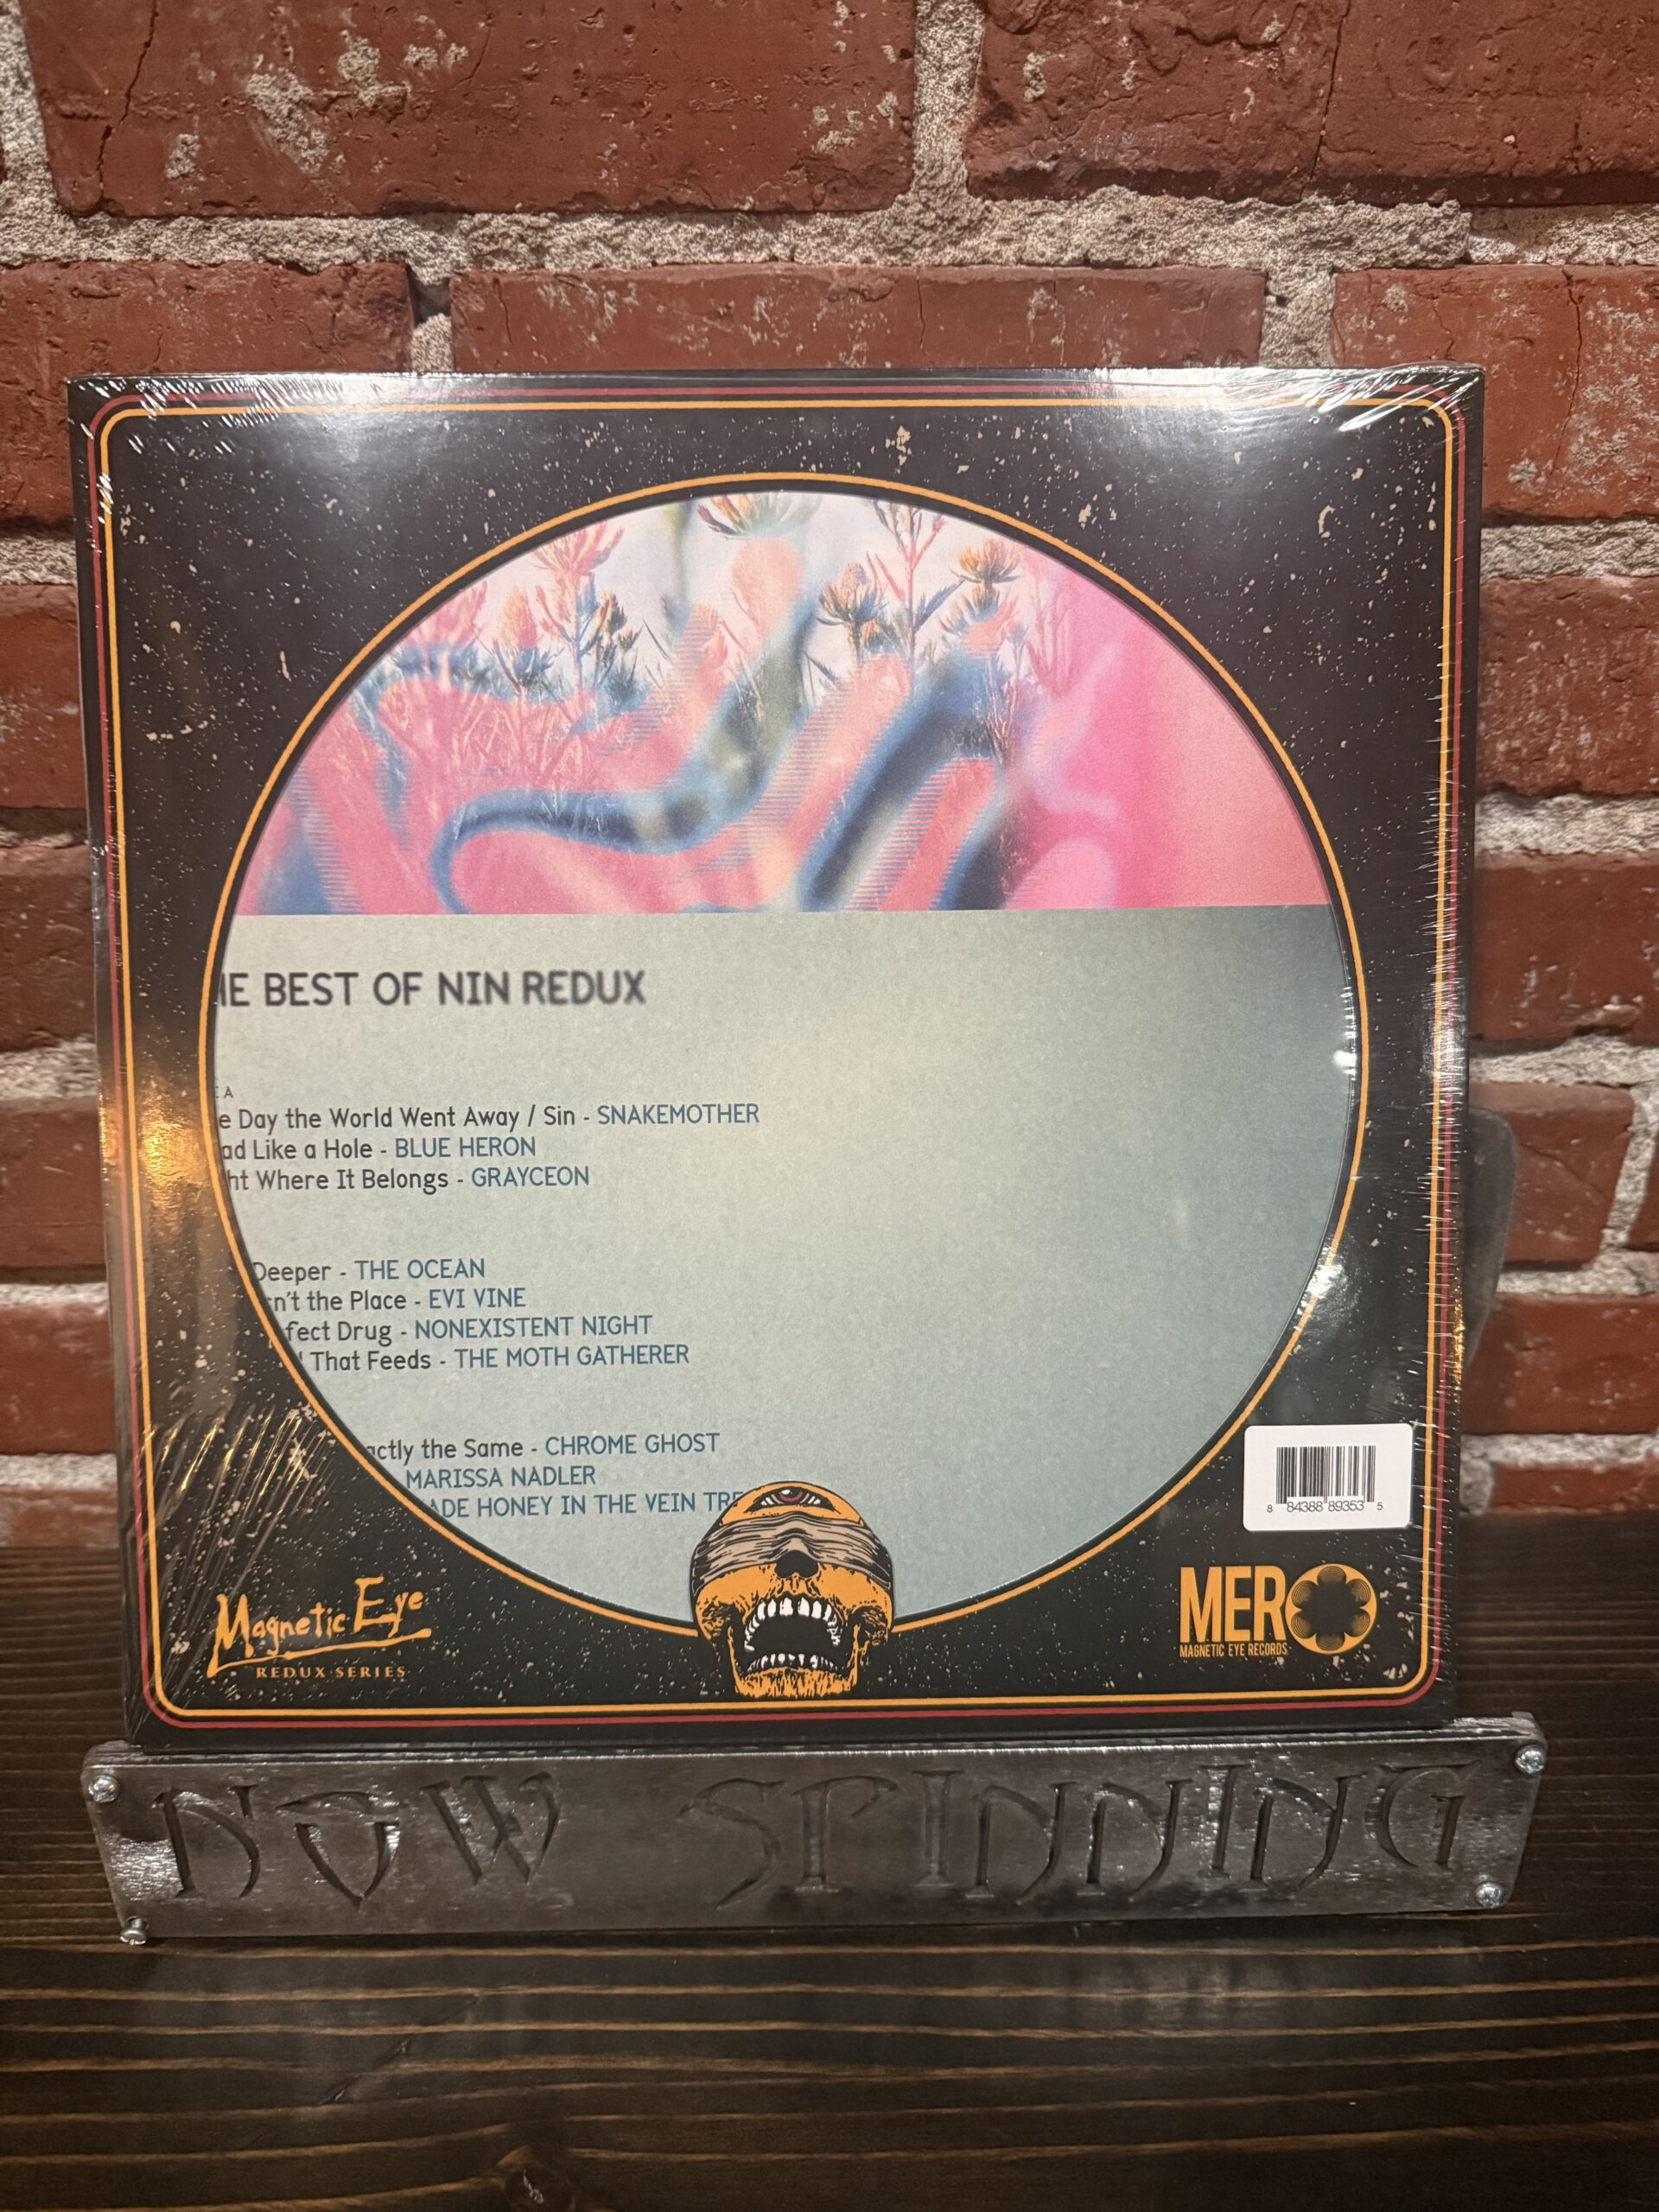 IE BEST OF NIN REDUX
E A
e Day the World Went Away / Sin - SNAKEMOTHER
ad Like a Hole - BLUE HERON
ht Where It Belongs - GRAYCEON
Deeper - THE OCEAN
n't the Place - EVI VINE
fect Drug - NONEXISTENT NIGHT
That Feeds - THE MOTH GATHERER
actly the Same - CHROME GHOST
MARISSA NADLER
ADE HONEY IN THE VEIN TRE
8 84388 89353 5
Magnetic Eye
REDUX SERIES
MER
MAGNETIC EYE RECORDS
NOW SPINNING